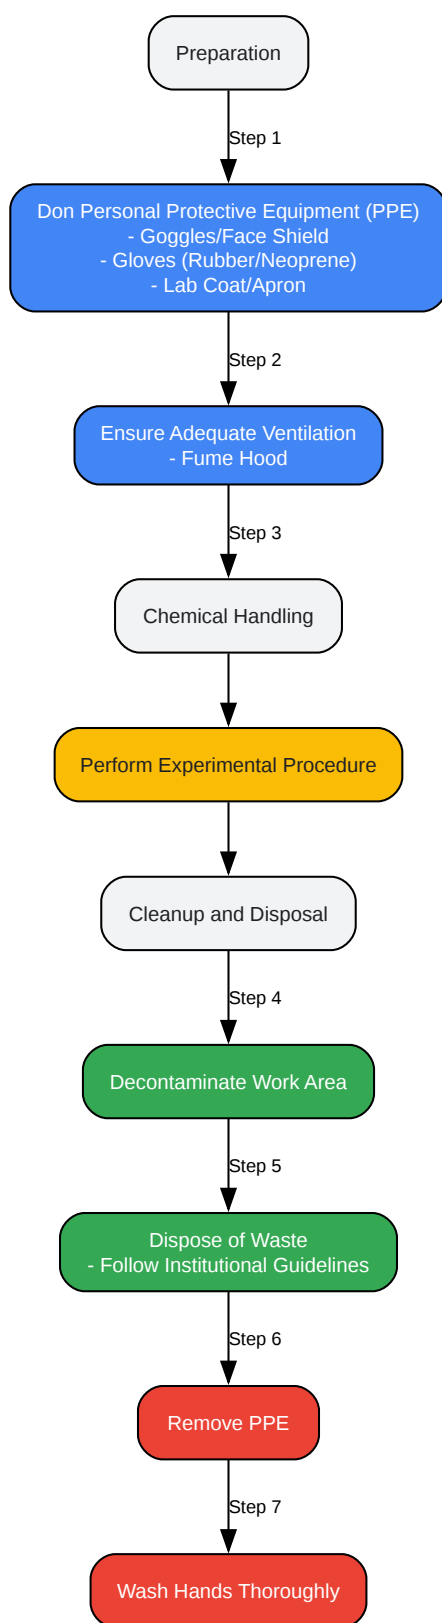 Preparation
Step 1
Don Personal Protective Equipment (PPE)
- Goggles/Face Shield
- Gloves (Rubber/Neoprene)
- Lab Coat/Apron
Step 2
Ensure Adequate Ventilation
- Fume Hood
Step 3
Chemical Handling
Perform Experimental Procedure
Cleanup and Disposal
Step 4
Decontaminate Work Area
Step 5
Dispose of Waste
- Follow Institutional Guidelines
Step 6
Remove PPE
Step 7
Wash Hands Thoroughly